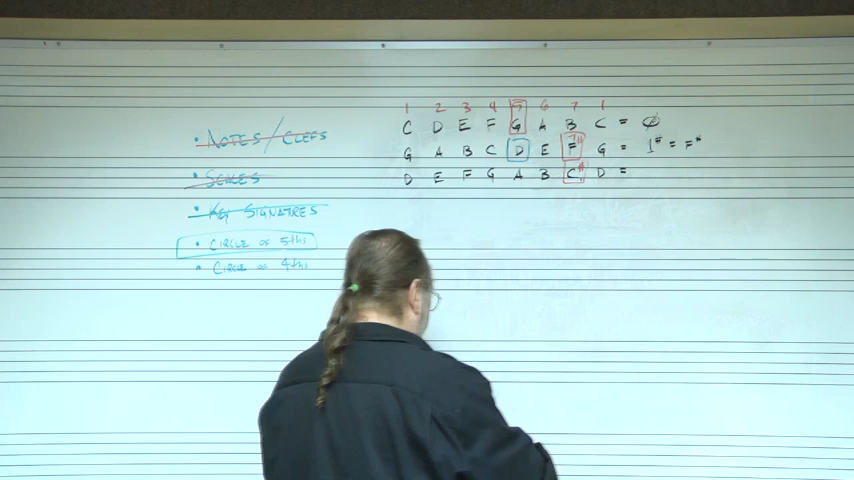 • NOTES / CLEFS
• SCALES
• KEY SIGNATRES
• CIRCLE OF 5ths
• CIRCLE OF 4ths
1 2 3 4 5 6 7 1
C D E F G A B C = Ø
G A B C D E F# G = 1# = F#
D E F G A B C# D =